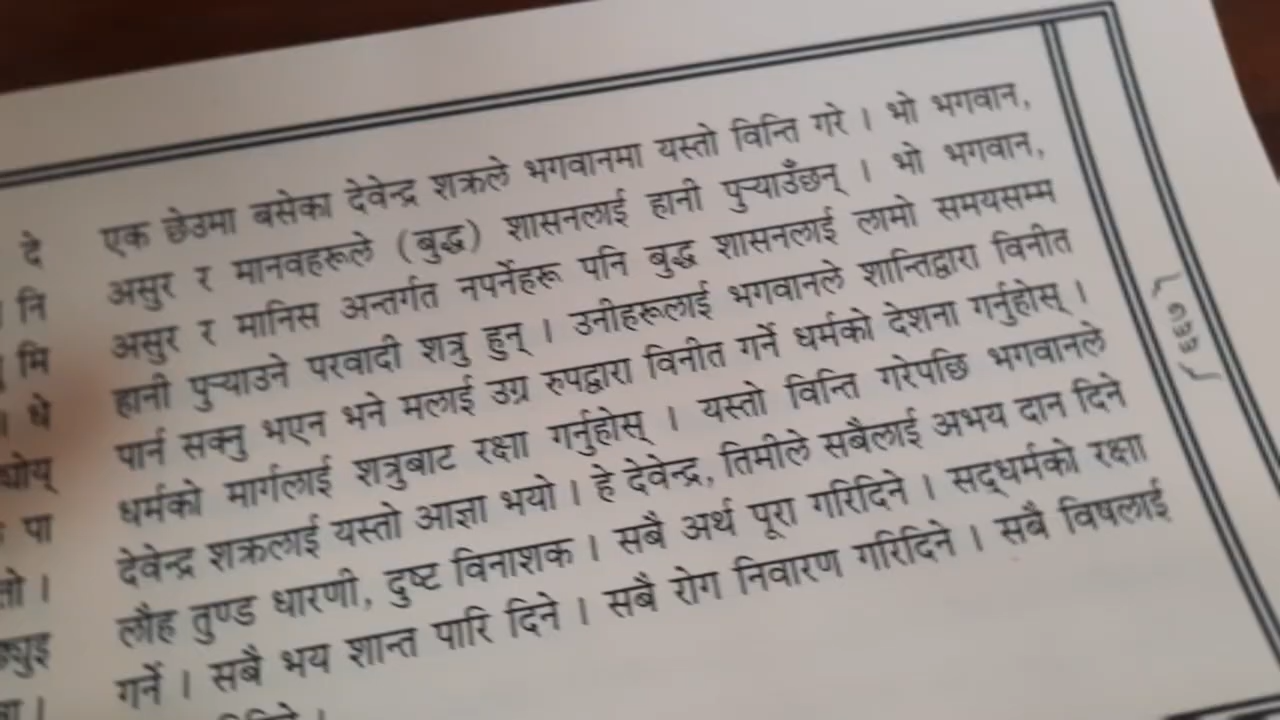 एक छेउमा बसेका देवेन्द्र शक्रले भगवानमा यस्तो विन्ति गरे । भो भगवान,
दे असुर र मानवहरूले (बुद्ध) शासनलाई हानी पुऱ्याउँछन् । भो भगवान,
। नि असुर र मानिस अन्तर्गत नपर्नेहरू पनि बुद्ध शासनलाई लामो समयसम्म
मि हानी पुऱ्याउने परवादी शत्रु हुन् । उनीहरूलाई भगवानले शान्तिद्वारा विनीत
। थे पार्न सक्नु भएन भने मलाई उग्र रुपद्वारा विनीत गर्ने धर्मको देशना गर्नुहोस् ।
धर्मको मार्गलाई शत्रुबाट रक्षा गर्नुहोस् । यस्तो विन्ति गरेपछि भगवानले
पा देवेन्द्र शक्रलाई यस्तो आज्ञा भयो । हे देवेन्द्र, तिमीले सबैलाई अभय दान दिने
लौह तुण्ड धारणी, दुष्ट विनाशक । सबै अर्थ पूरा गरिदिने । सद्धर्मको रक्षा
गर्ने । सबै भय शान्त पारि दिने । सबै रोग निवारण गरिदिने । सबै विषलाई